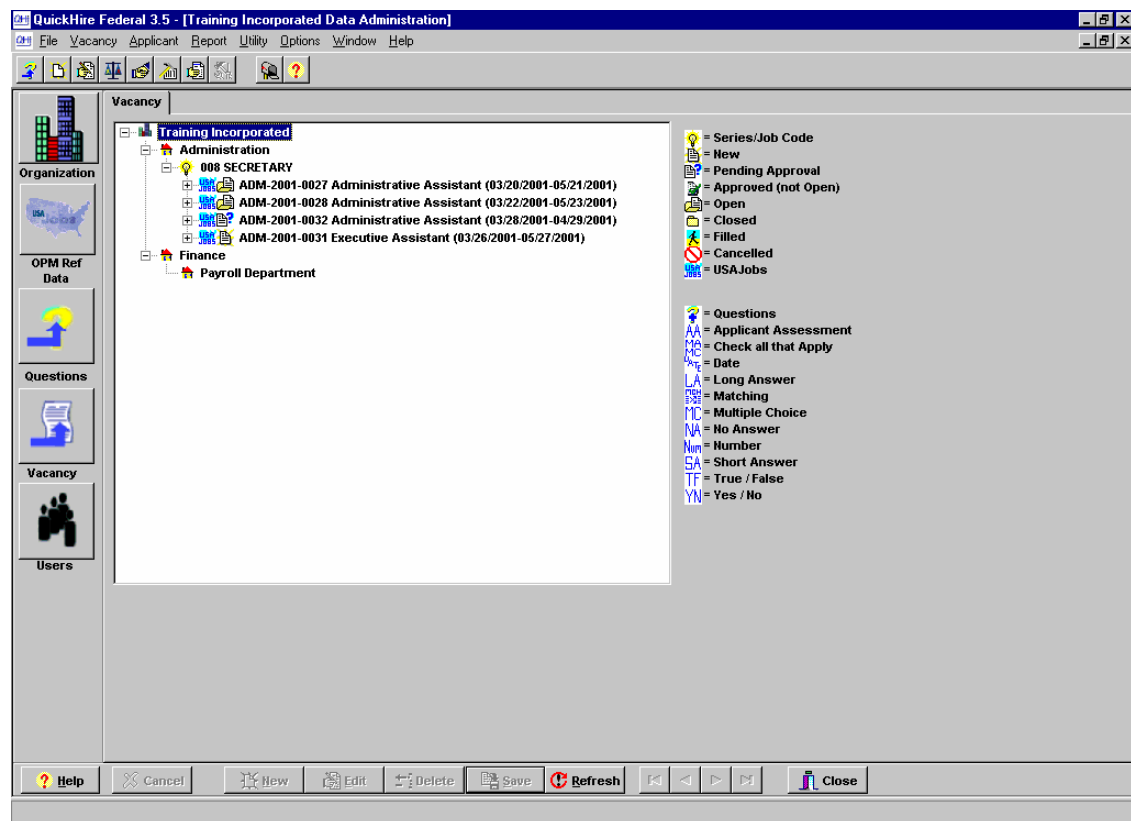 QuickHire Federal 3.5 - [Training Incorporated Data Administration]
File Vacancy Applicant Report Utility Options Window Help
Vacancy
Organization
OPM Ref
Data
Questions
Vacancy
Users
Training Incorporated
Administration
008 SECRETARY
ADM-2001-0027 Administrative Assistant (03/20/2001-05/21/2001)
ADM-2001-0028 Administrative Assistant (03/22/2001-05/23/2001)
ADM-2001-0032 Administrative Assistant (03/28/2001-04/29/2001)
ADM-2001-0031 Executive Assistant (03/26/2001-05/27/2001)
Finance
Payroll Department
= Series/Job Code
= New
= Pending Approval
= Approved (not Open)
= Open
= Closed
= Filled
= Cancelled
USA JOBS = USAJobs
= Questions
AA = Applicant Assessment
MA MC = Check all that Apply
DATE = Date
LA = Long Answer
= Matching
MC = Multiple Choice
NA = No Answer
Num = Number
SA = Short Answer
TF = True / False
YN = Yes / No
? Help Cancel New Edit Delete Save Refresh Close